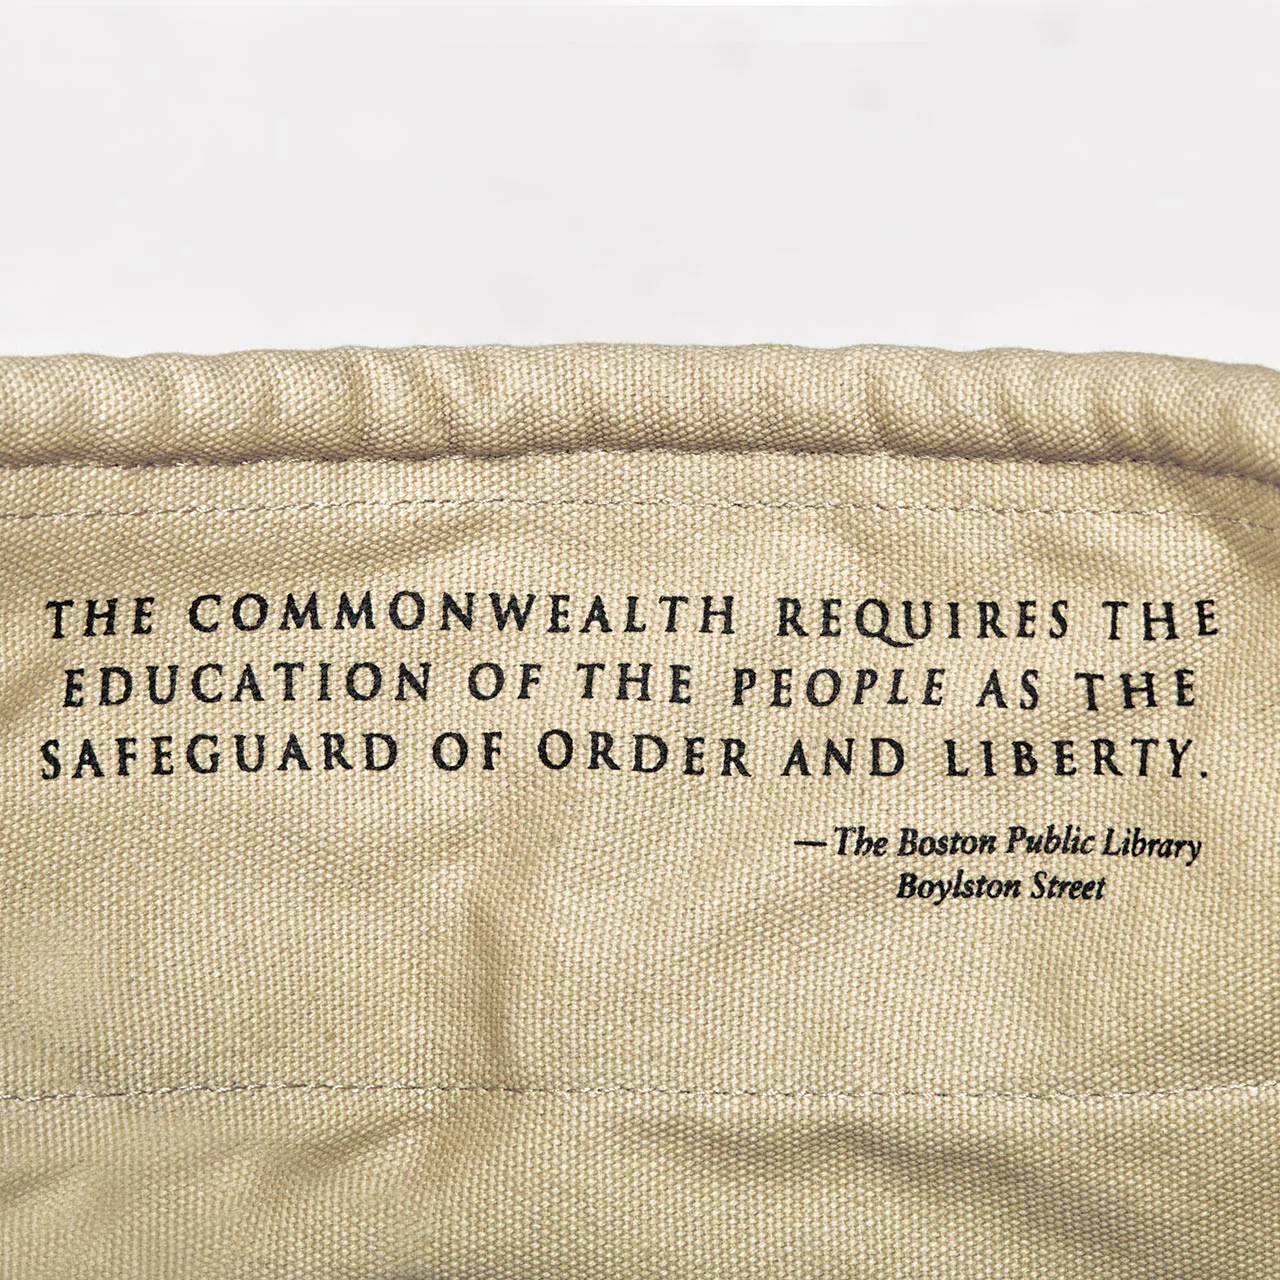 THE COMMONWEALTH REQUIRES THE
EDUCATION OF THE PEOPLE AS THE
SAFEGUARD OF ORDER AND LIBERTY.
—The Boston Public Library
Boylston Street